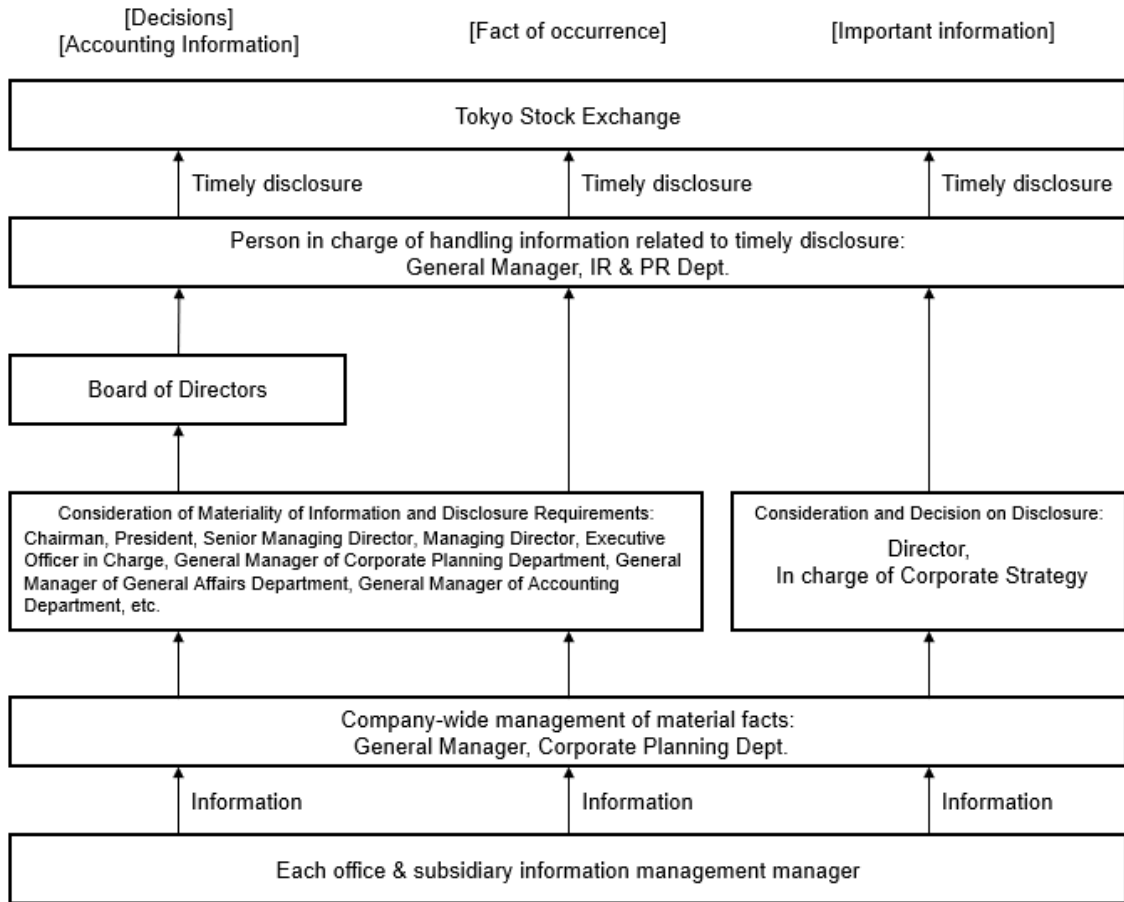 [Decisions]
[Accounting Information]
[Fact of occurrence]
[Important information]
Tokyo Stock Exchange
Timely disclosure
Timely disclosure
Timely disclosure
Person in charge of handling information related to timely disclosure:
General Manager, IR & PR Dept.
Board of Directors
Consideration of Materiality of Information and Disclosure Requirements:
Chairman, President, Senior Managing Director, Managing Director, Executive
Officer in Charge, General Manager of Corporate Planning Department, General
Manager of General Affairs Department, General Manager of Accounting
Department, etc.
Consideration and Decision on Disclosure:
Director,
In charge of Corporate Strategy
Company-wide management of material facts:
General Manager, Corporate Planning Dept.
Information
Information
Information
Each office & subsidiary information management manager